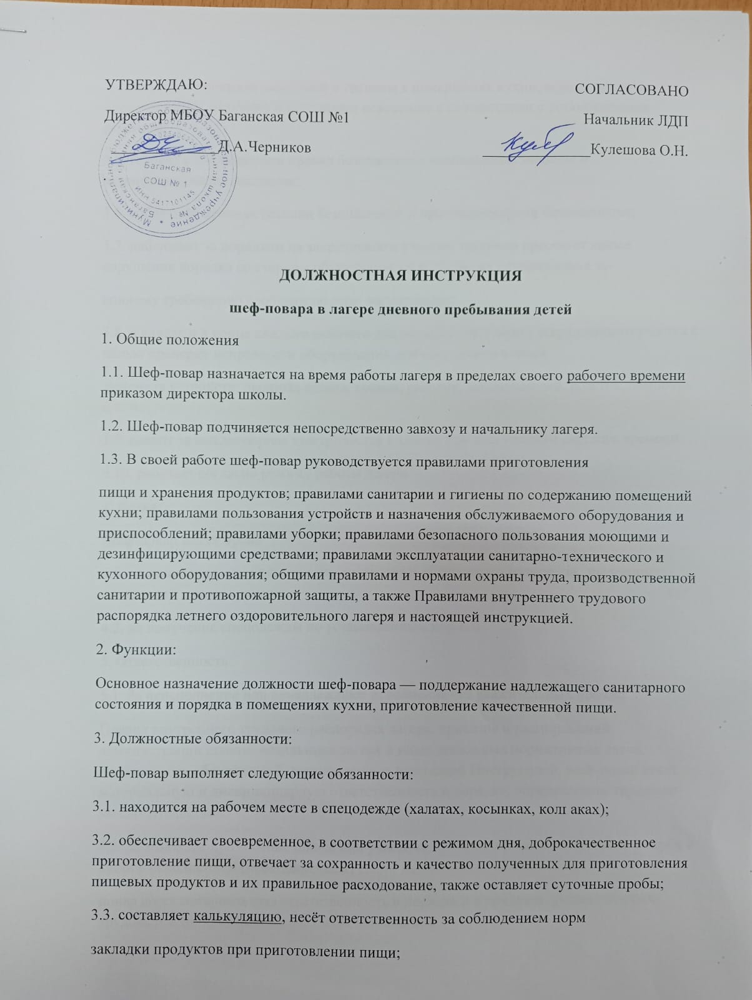 УТВЕРЖДАЮ:
СОГЛАСОВАНО
Директор МБОУ Баганская СОШ №1
Начальник ЛДП
Д.А.Черников
Кулешова О.Н.
Баганская
СОШ № 1
ИНН 5417101145
ДОЛЖНОСТНАЯ ИНСТРУКЦИЯ
шеф-повара в лагере дневного пребывания детей
1. Общие положения
1.1. Шеф-повар назначается на время работы лагеря в пределах своего рабочего времени
приказом директора школы.
1.2. Шеф-повар подчиняется непосредственно завхозу и начальнику лагеря.
1.3. В своей работе шеф-повар руководствуется правилами приготовления
пищи и хранения продуктов; правилами санитарии и гигиены по содержанию помещений
кухни; правилами пользования устройств и назначения обслуживаемого оборудования и
приспособлений; правилами уборки; правилами безопасного пользования моющими и
дезинфицирующими средствами; правилами эксплуатации санитарно-технического и
кухонного оборудования; общими правилами и нормами охраны труда, производственной
санитарии и противопожарной защиты, а также Правилами внутреннего трудового
распорядка летнего оздоровительного лагеря и настоящей инструкцией.
2. Функции:
Основное назначение должности шеф-повара — поддержание надлежащего санитарного
состояния и порядка в помещениях кухни, приготовление качественной пищи.
3. Должностные обязанности:
Шеф-повар выполняет следующие обязанности:
3.1. находится на рабочем месте в спецодежде (халатах, косынках, колпаках);
3.2. обеспечивает своевременное, в соответствии с режимом дня, доброкачественное
приготовление пищи, отвечает за сохранность и качество полученных для приготовления
пищевых продуктов и их правильное расходование, также оставляет суточные пробы;
3.3. составляет калькуляцию, несёт ответственность за соблюдением норм
закладки продуктов при приготовлении пищи;